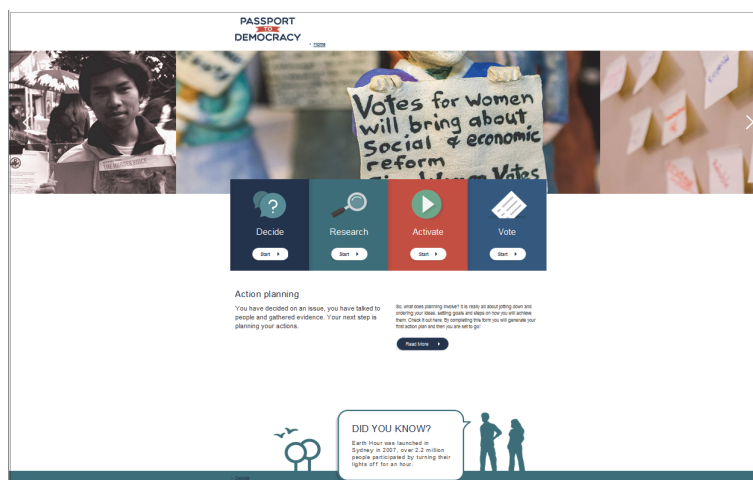 PASSPORT
TO
DEMOCRACY
Home
Votes for Women
will bring about
Social & economic
reform
Votes
Decide
Research
Activate
Vote
Start
Start
Start
Start
Action planning
You have decided on an issue, you have talked to
people and gathered evidence. Your next step is
planning your actions.
So, what does planning involve? It is really all about jotting down and
ordering your ideas, setting goals and steps on how you will achieve
them. Check it out here. By completing this form you will generate your
first action plan and then you are set to go!
Read More
DID YOU KNOW?
Earth Hour was launched in
Sydney in 2007, over 2.2 million
people participated by turning their
lights off for an hour.